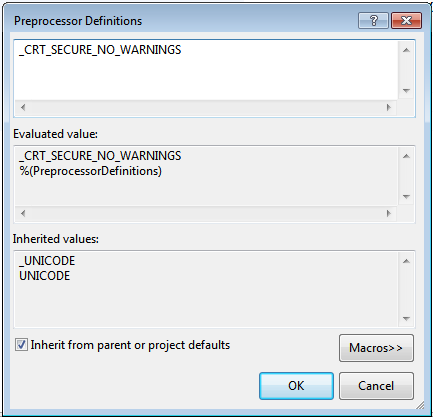 Preprocessor Definitions
?
_CRT_SECURE_NO_WARNINGS
Evaluated value:
_CRT_SECURE_NO_WARNINGS
%(PreprocessorDefinitions)
Inherited values:
_UNICODE
UNICODE
Inherit from parent or project defaults
Macros>>
OK
Cancel